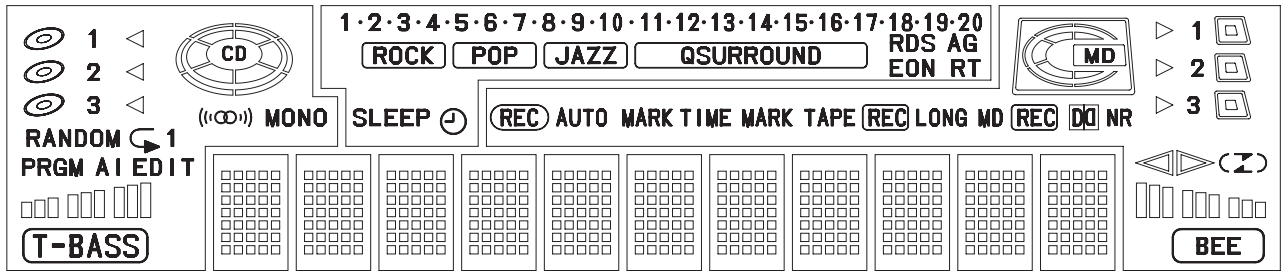 1·2·3·4·5·6·7·8·9·10·11·12·13·14·15·16·17·18·19·20
ROCK POP JAZZ QSURROUND
RDS AG
EON RT
1
2
3
CD
MD
1
2
3
MONO SLEEP REC AUTO MARK TIME MARK TAPE REC LONG MD REC NR
RANDOM 1
PRGM AI EDIT
T-BASS
BEE